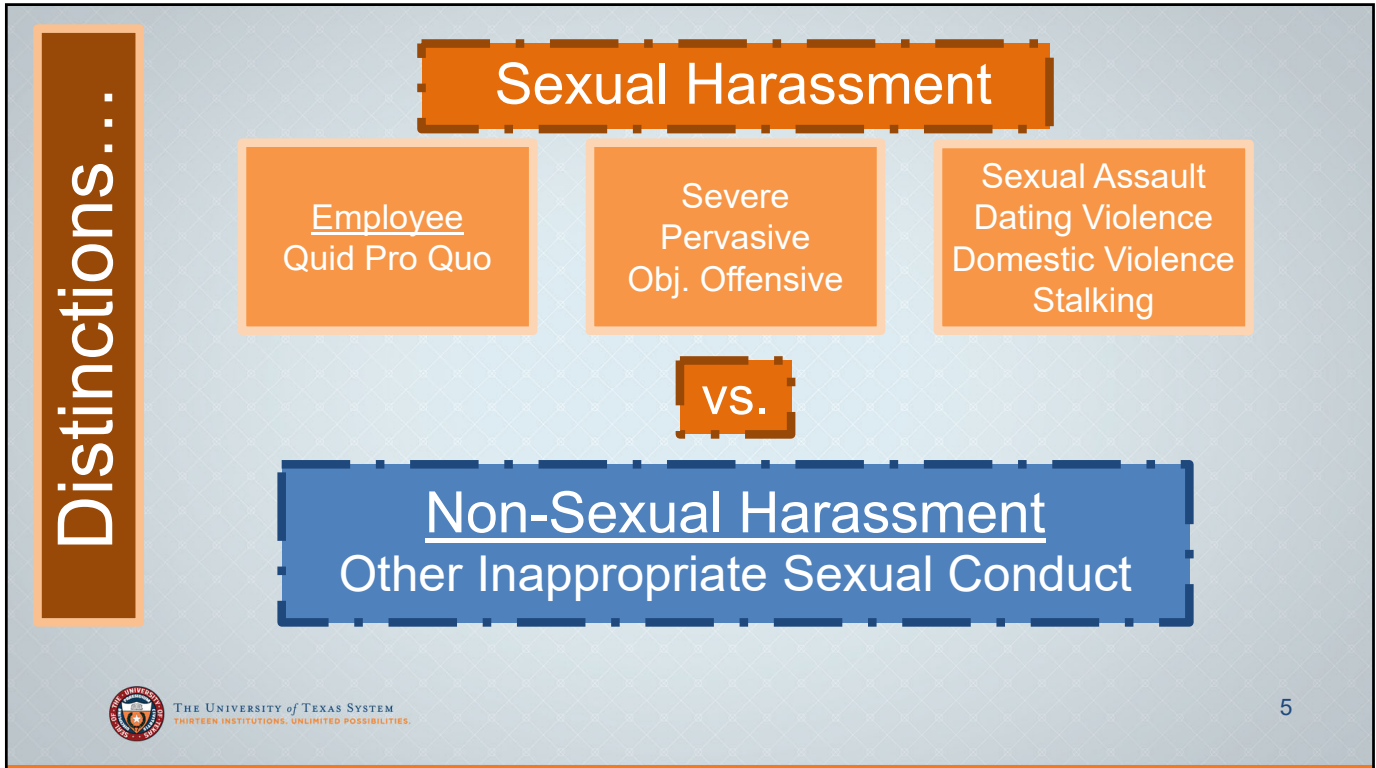 Distinctions...
Sexual Harassment
Employee
Quid Pro Quo
Severe
Pervasive
Obj. Offensive
Sexual Assault
Dating Violence
Domestic Violence
Stalking
vs.
Non-Sexual Harassment
Other Inappropriate Sexual Conduct
THE UNIVERSITY of TEXAS SYSTEM
THIRTEEN INSTITUTIONS. UNLIMITED POSSIBILITIES.
5